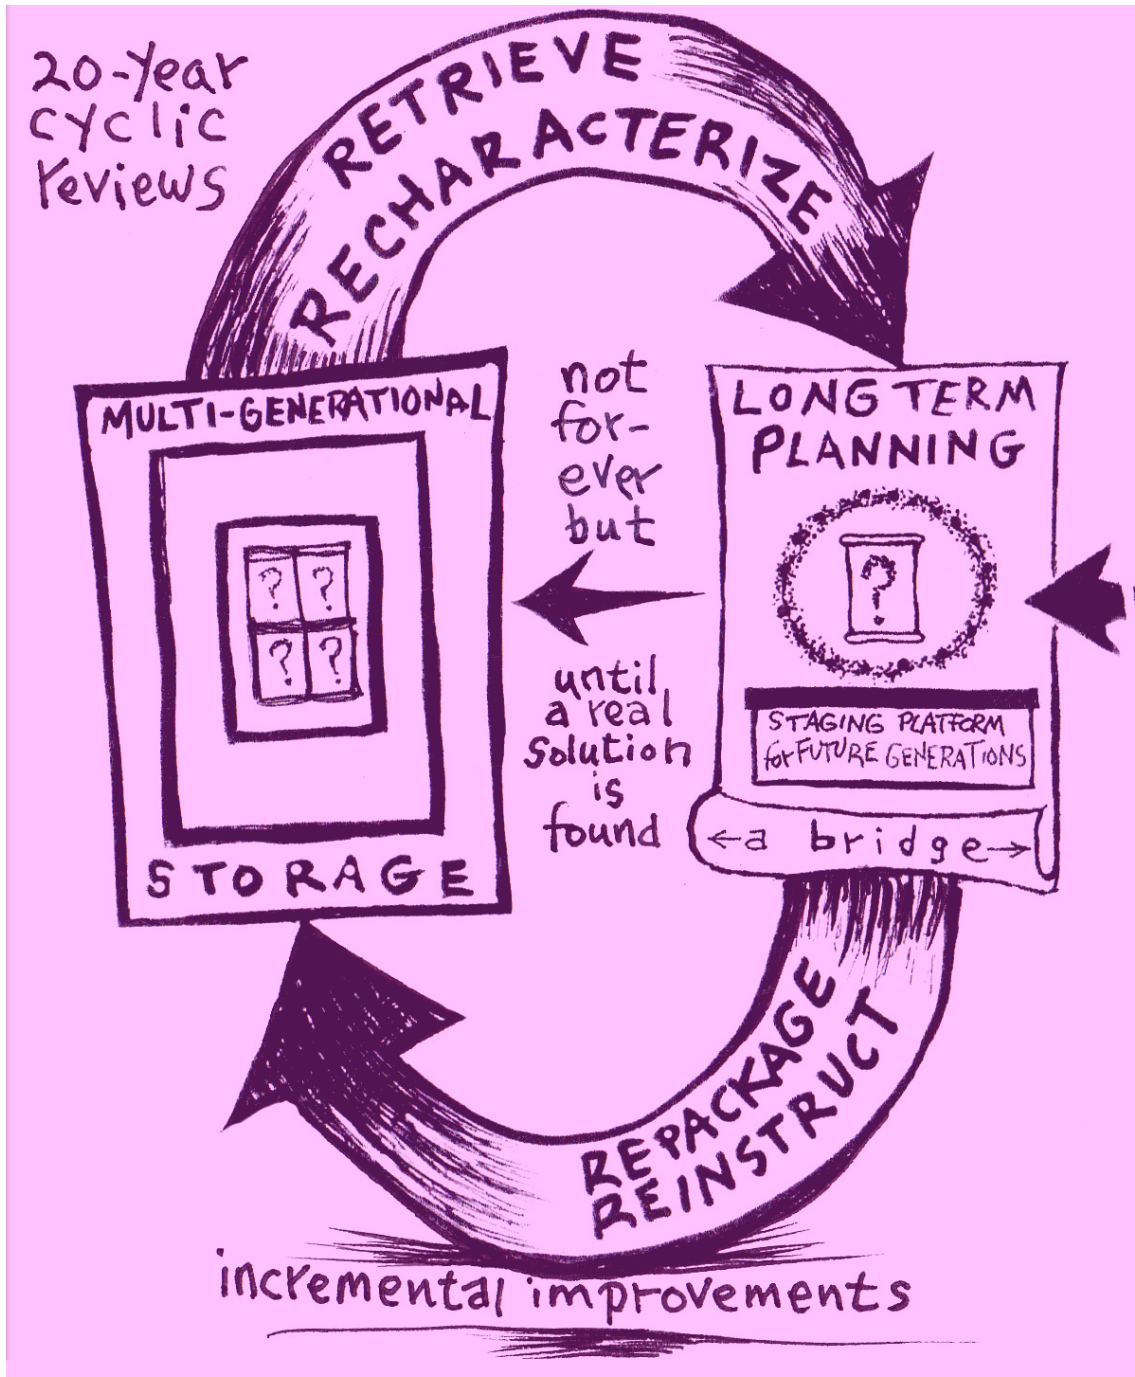 20-Year
cyclic
reviews
RETRIEVE
RECHARACTERIZE
MULTI-GENERATIONAL
? ?
? ?
STORAGE
not
for-
ever
but
until
a real
solution
is
found
LONG TERM
PLANNING
?
STAGING PLATFORM
for FUTURE GENERATIONS
←a bridge→
REPACKAGE
REINSTRUCT
incremental improvements